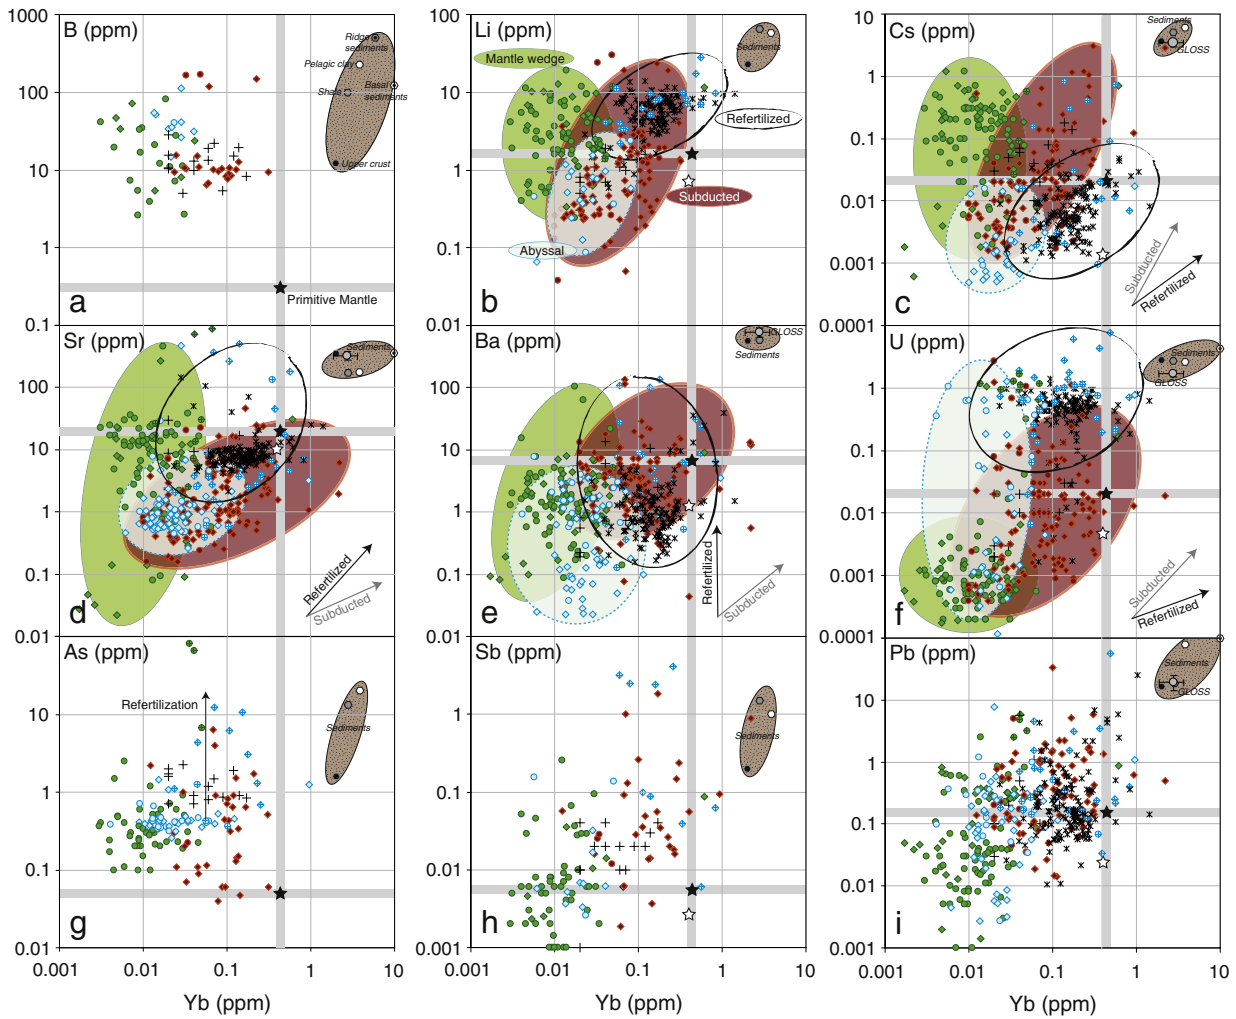 B (ppm)
1000
100
10
1
0.1
Ridge
sediments
Pelagic clay
Shale
Basal
sediments
Upper crust
Primitive Mantle
a
Li (ppm)
100
10
1
0.1
0.01
Mantle wedge
Sediments
Refertilized
Subducted
Abyssal
b
Cs (ppm)
10
1
0.1
0.01
0.001
0.0001
Sediments
GLOSS
Subducted
Refertilized
c
Sr (ppm)
100
10
1
0.1
0.01
Sediments
Refertilized
Subducted
d
Ba (ppm)
100
10
1
0.1
0.01
GLOSS
Sediments
Refertilized
Subducted
e
U (ppm)
1
0.1
0.01
0.001
0.0001
Sediments
GLOSS
Subducted
Refertilized
f
As (ppm)
10
1
0.1
0.01
Refertilization
Sediments
g
0.001
0.01
0.1
1
10
Yb (ppm)
Sb (ppm)
1
0.1
0.01
0.001
Sediments
h
0.001
0.01
0.1
1
10
Yb (ppm)
Pb (ppm)
10
1
0.1
0.01
0.001
Sediments
GLOSS
i
0.001
0.01
0.1
1
10
Yb (ppm)